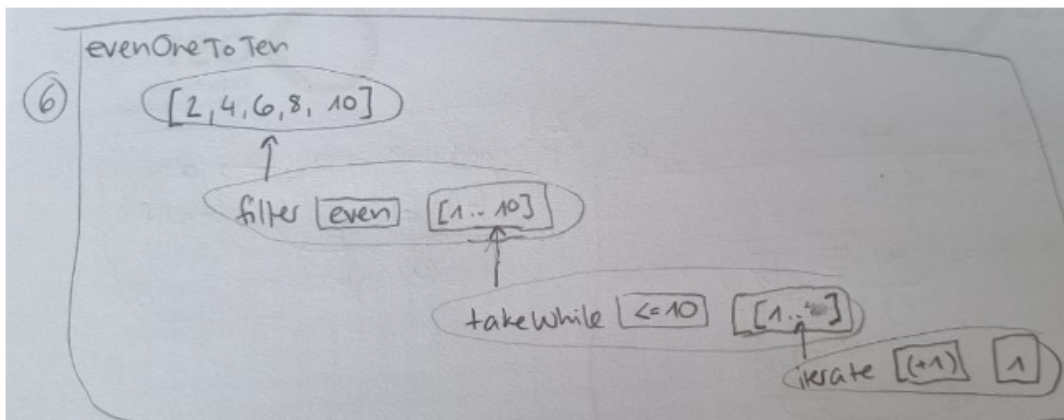 evenOneToTen
6
[2, 4, 6, 8, 10]
filter even [1..10]
takeWhile <=10 [1..]
iterate (+1) 1